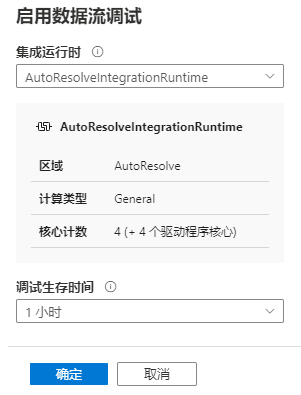 启用数据流调试
集成运行时
AutoResolveIntegrationRuntime
AutoResolveIntegrationRuntime
区域 AutoResolve
计算类型 General
核心计数 4 (+ 4 个驱动程序核心)
调试生存时间
1 小时
确定 取消